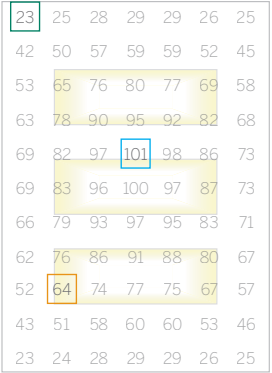 23 25 28 29 29 26 25
42 50 57 59 59 52 45
53 65 76 80 77 69 58
63 78 90 95 92 82 68
69 82 97 101 98 86 73
69 83 96 100 97 87 73
66 79 93 97 95 83 71
62 76 86 91 88 80 67
52 64 74 77 75 67 57
43 51 58 60 60 53 46
23 24 28 29 29 26 25